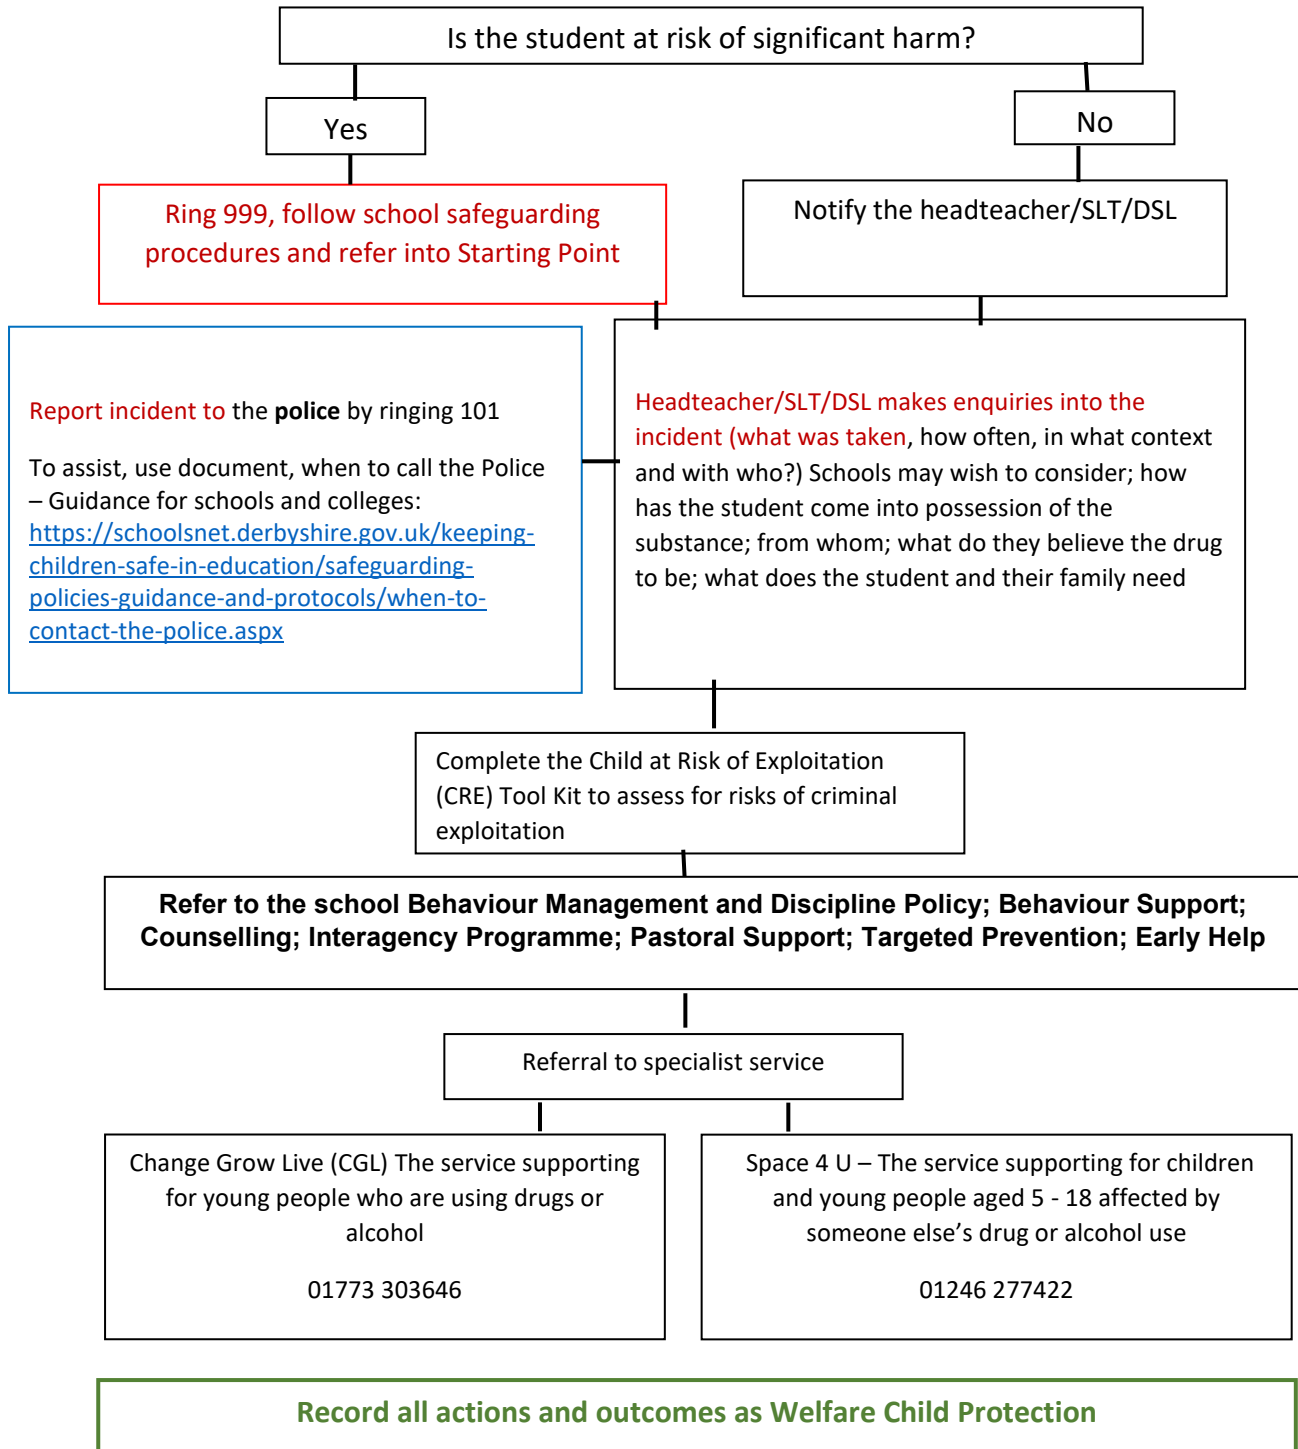 Is the student at risk of significant harm?
Yes
No
Ring 999, follow school safeguarding
procedures and refer into Starting Point
Notify the headteacher/SLT/DSL
Report incident to the police by ringing 101
To assist, use document, when to call the Police
– Guidance for schools and colleges:
https://schoolsnet.derbyshire.gov.uk/keeping-
children-safe-in-education/safeguarding-
policies-guidance-and-protocols/when-to-
contact-the-police.aspx
Headteacher/SLT/DSL makes enquiries into the
incident (what was taken, how often, in what context
and with who?) Schools may wish to consider; how
has the student come into possession of the
substance; from whom; what do they believe the drug
to be; what does the student and their family need
Complete the Child at Risk of Exploitation
(CRE) Tool Kit to assess for risks of criminal
exploitation
Refer to the school Behaviour Management and Discipline Policy; Behaviour Support;
Counselling; Interagency Programme; Pastoral Support; Targeted Prevention; Early Help
Referral to specialist service
Change Grow Live (CGL) The service supporting
for young people who are using drugs or
alcohol
01773 303646
Space 4 U – The service supporting for children
and young people aged 5 - 18 affected by
someone else’s drug or alcohol use
01246 277422
Record all actions and outcomes as Welfare Child Protection